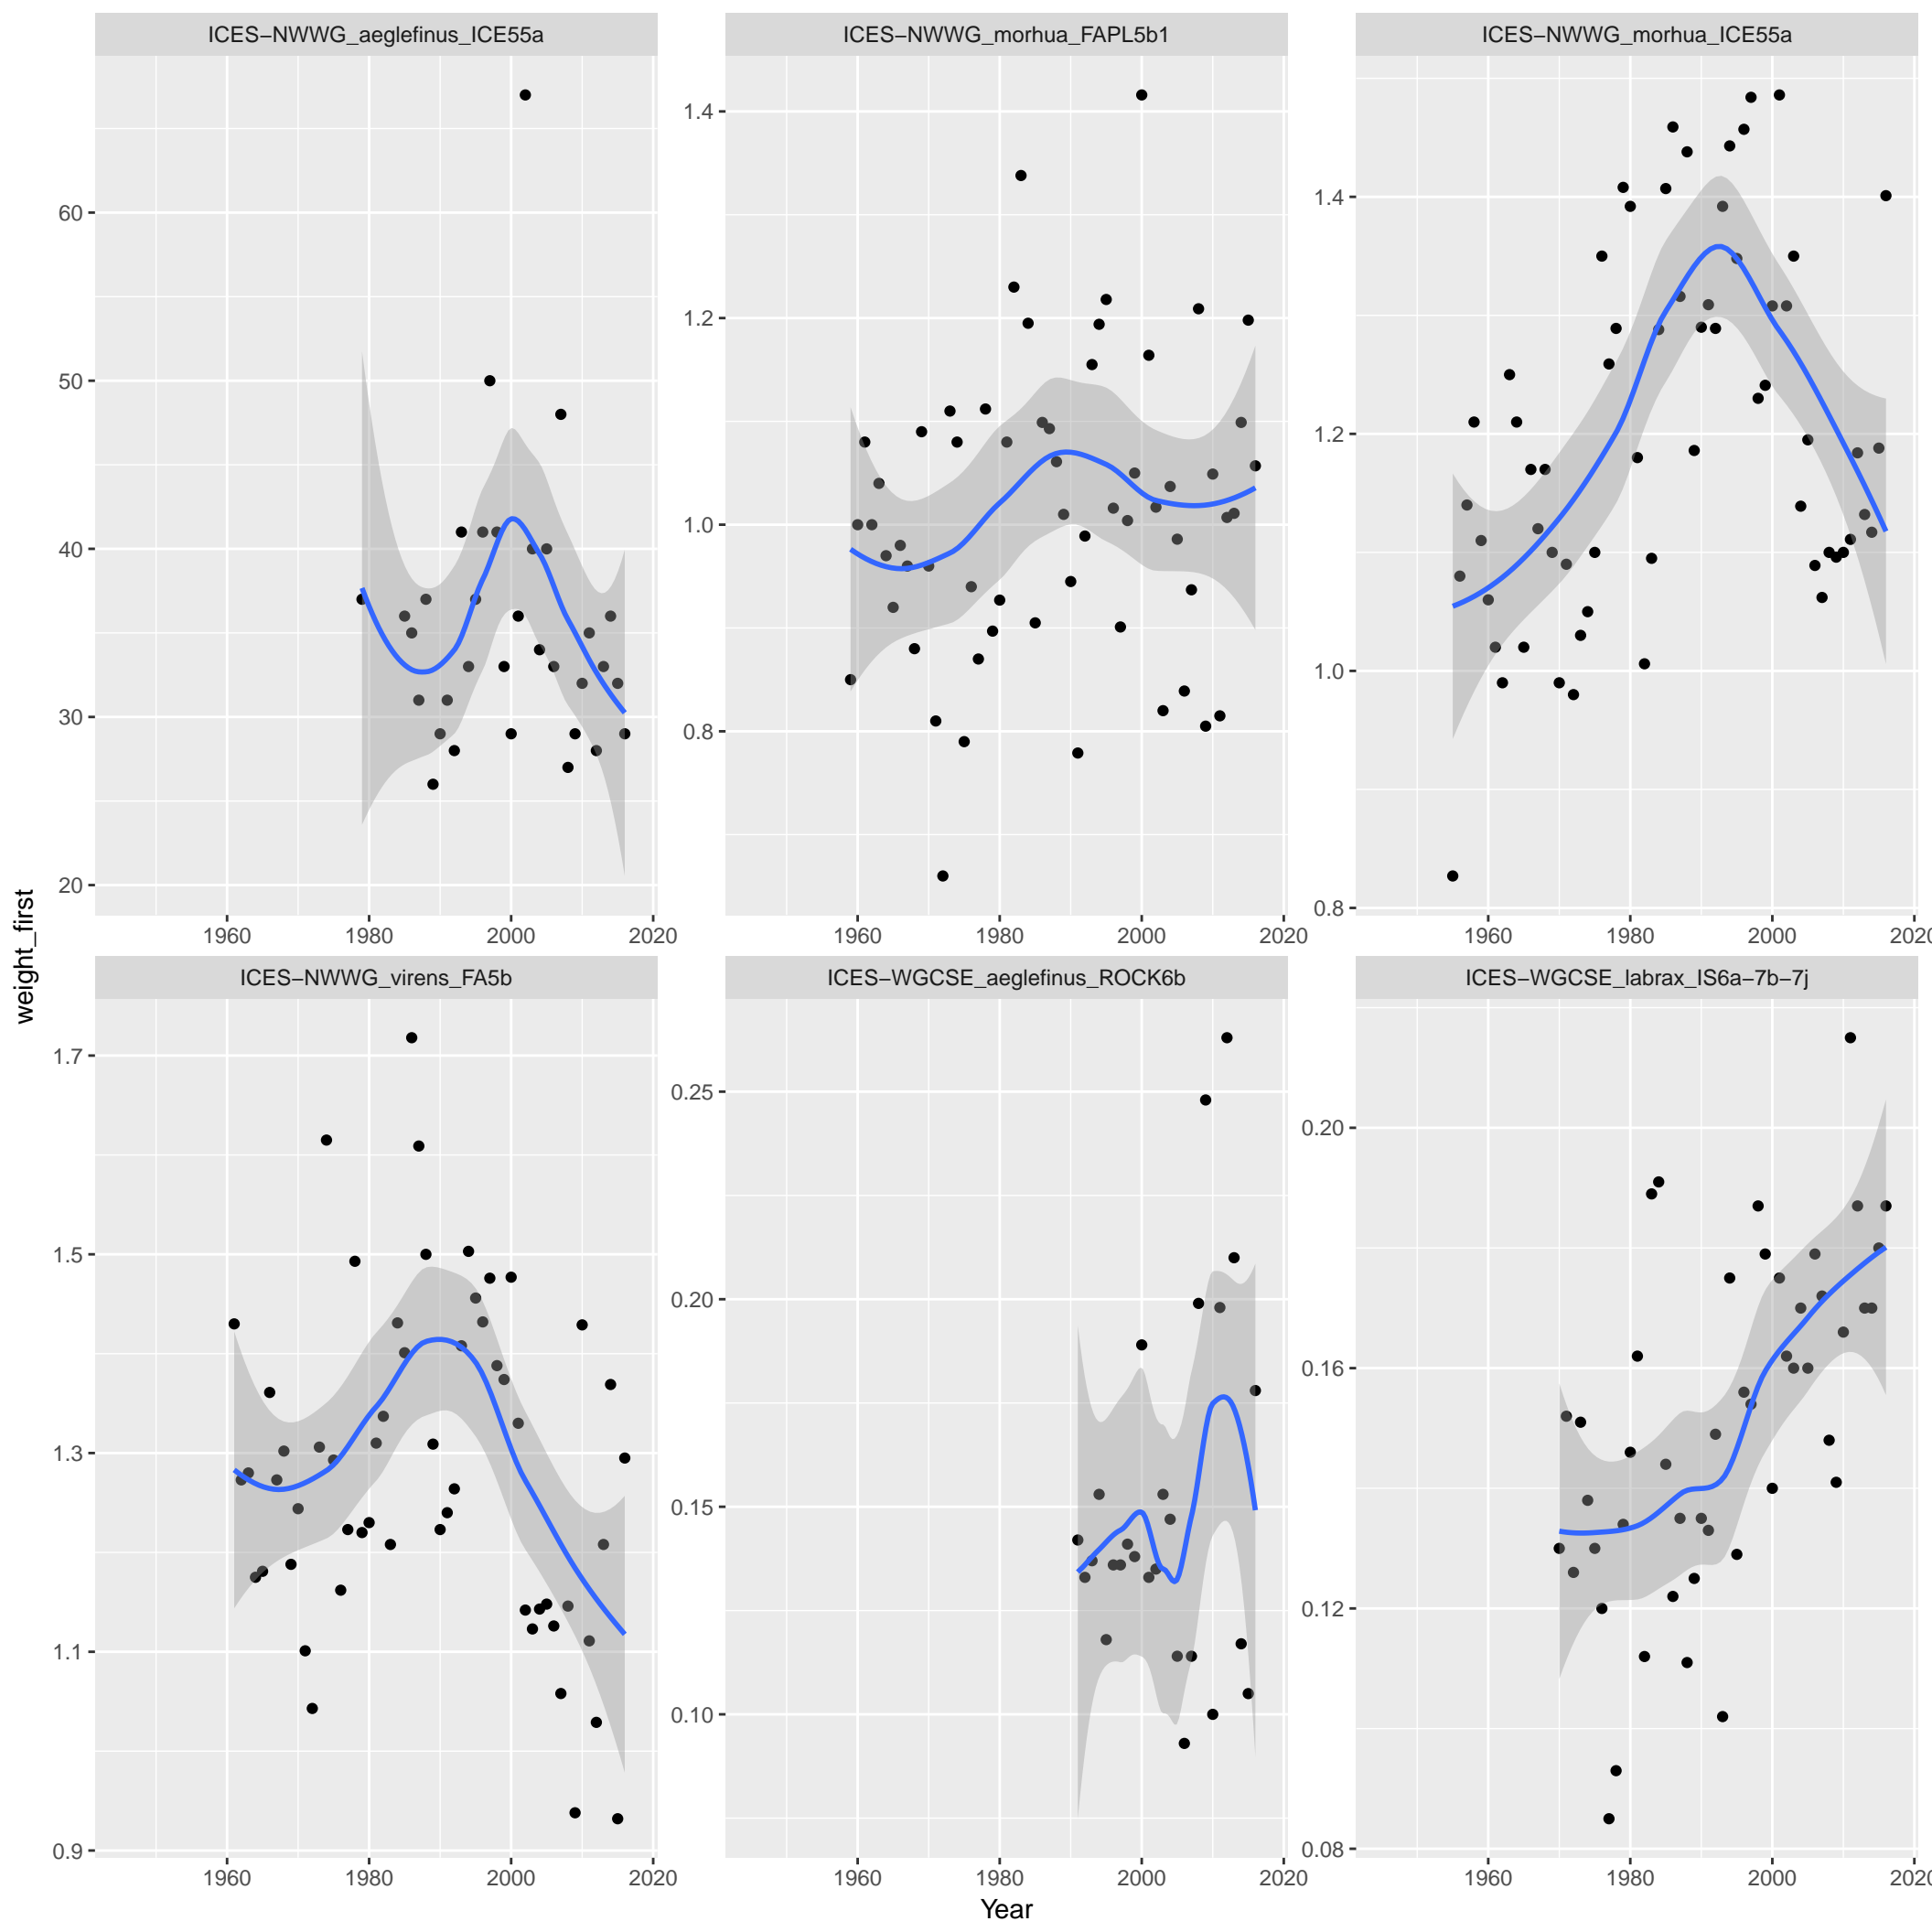 ICES−NWWG_aeglefinus_ICE55a
ICES−NWWG_morhua_FAPL5b1
ICES−NWWG_morhua_ICE55a
60
50
40
30
20
1.4
1.2
1.0
0.8
1.4
1.2
1.0
0.8
1960 1980 2000 2020
1960 1980 2000 2020
1960 1980 2000 2020
weight_first
ICES−NWWG_virens_FA5b
ICES−WGCSE_aeglefinus_ROCK6b
ICES−WGCSE_labrax_IS6a−7b−7j
1.7
1.5
1.3
1.1
0.9
0.25
0.20
0.15
0.10
0.20
0.16
0.12
0.08
1960 1980 2000 2020
1960 1980 2000 2020
1960 1980 2000 2020
Year